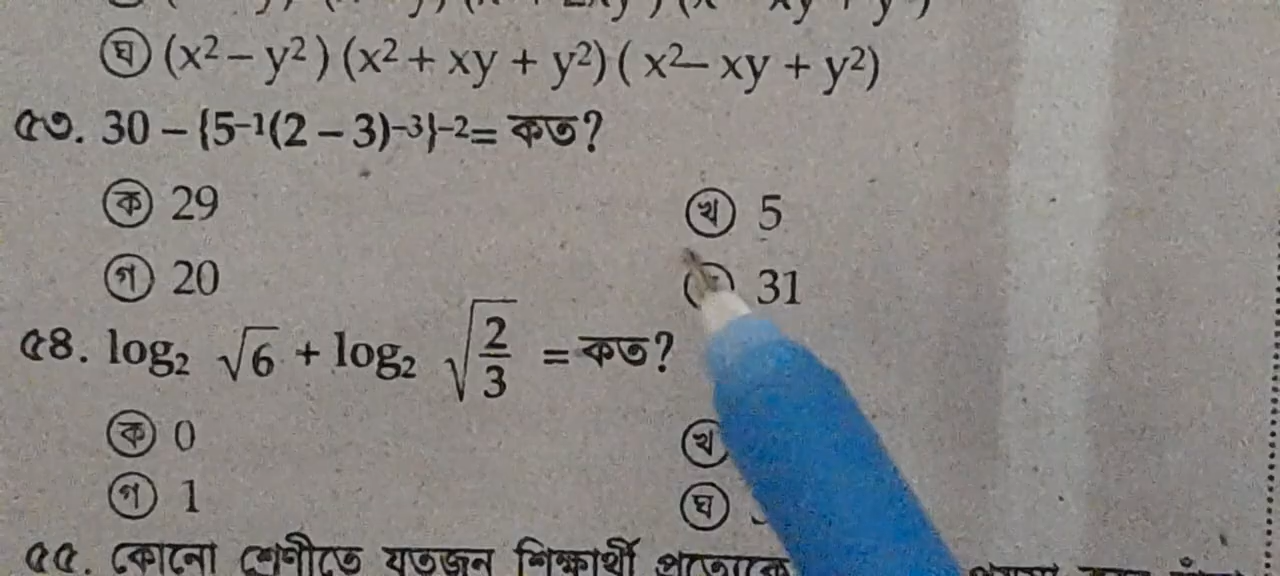 ঘ (x² – y²) (x² + xy + y²) ( x² – xy + y²)
৫৩. 30 – {5⁻¹(2 – 3)⁻³}⁻² = কত?
ক 29 খ 5
গ 20 31
৫৪. log₂ √6 + log₂ √(2/3) = কত?
ক 0 খ
গ 1 ঘ
৫৫. কোনো শ্রেণীতে যতজন শিক্ষার্থী প্রত্যেকে